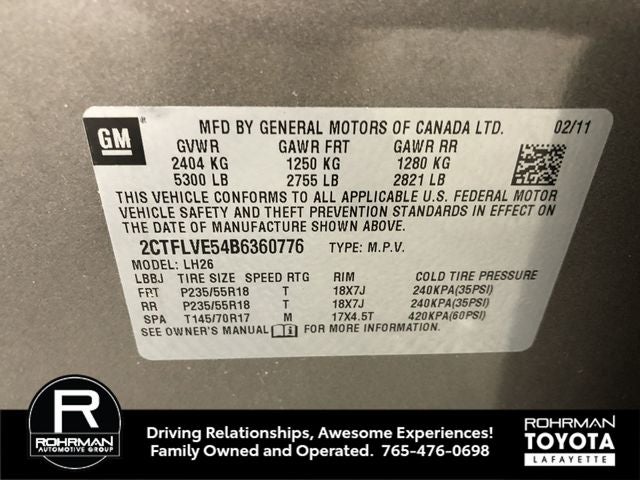 GM
MFD BY GENERAL MOTORS OF CANADA LTD. 02/11
GVWR GAWR FRT GAWR RR
2404 KG 1250 KG 1280 KG
5300 LB 2755 LB 2821 LB
THIS VEHICLE CONFORMS TO ALL APPLICABLE U.S. FEDERAL MOTOR
VEHICLE SAFETY AND THEFT PREVENTION STANDARDS IN EFFECT ON
THE DATE OF MANUFACTURE SHOWN ABOVE.
2CTFLVE54B6360776 TYPE: M.P.V.
MODEL: LH26
LBBJ TIRE SIZE SPEED RTG RIM COLD TIRE PRESSURE
FRT P235/55R18 T 18X7J 240KPA(35PSI)
RR P235/55R18 T 18X7J 240KPA(35PSI)
SPA T145/70R17 M 17X4.5T 420KPA(60PSI)
SEE OWNER'S MANUAL FOR MORE INFORMATION.
R
ROHRMAN
AUTOMOTIVE GROUP
Driving Relationships, Awesome Experiences!
Family Owned and Operated. 765-476-0698
ROHRMAN
TOYOTA
LAFAYETTE